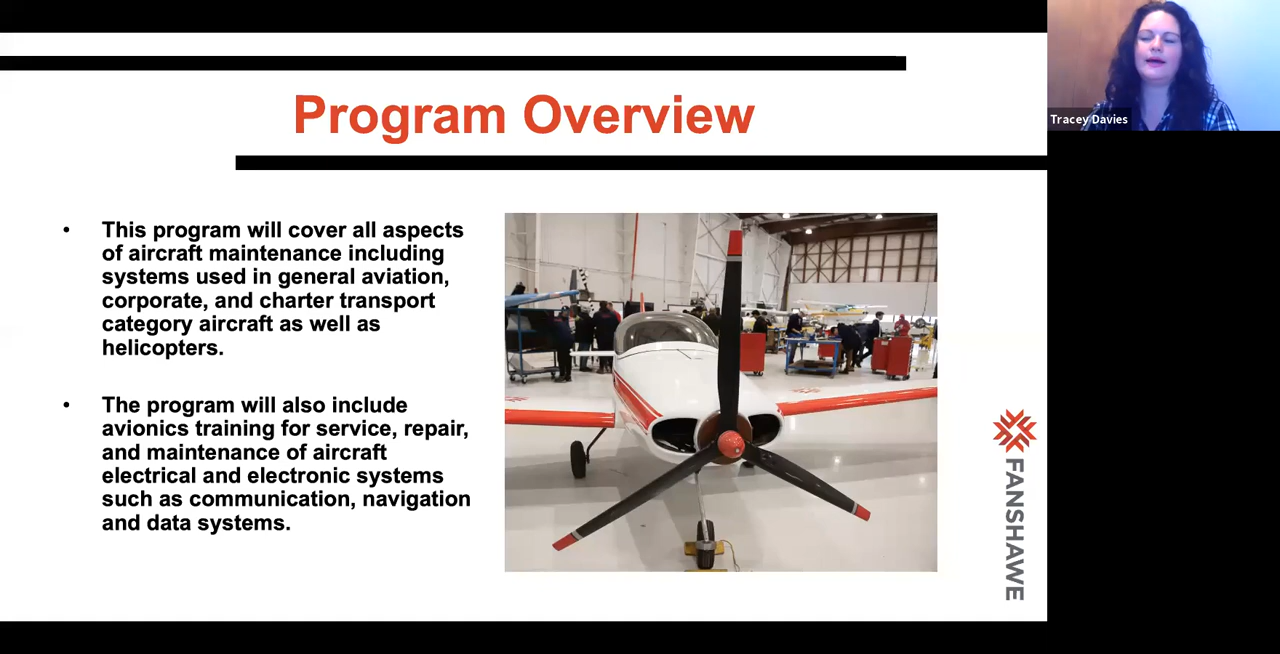 Program Overview
Tracey Davies
• This program will cover all aspects
of aircraft maintenance including
systems used in general aviation,
corporate, and charter transport
category aircraft as well as
helicopters.
• The program will also include
avionics training for service, repair,
and maintenance of aircraft
electrical and electronic systems
such as communication, navigation
and data systems.
FANSHAWE